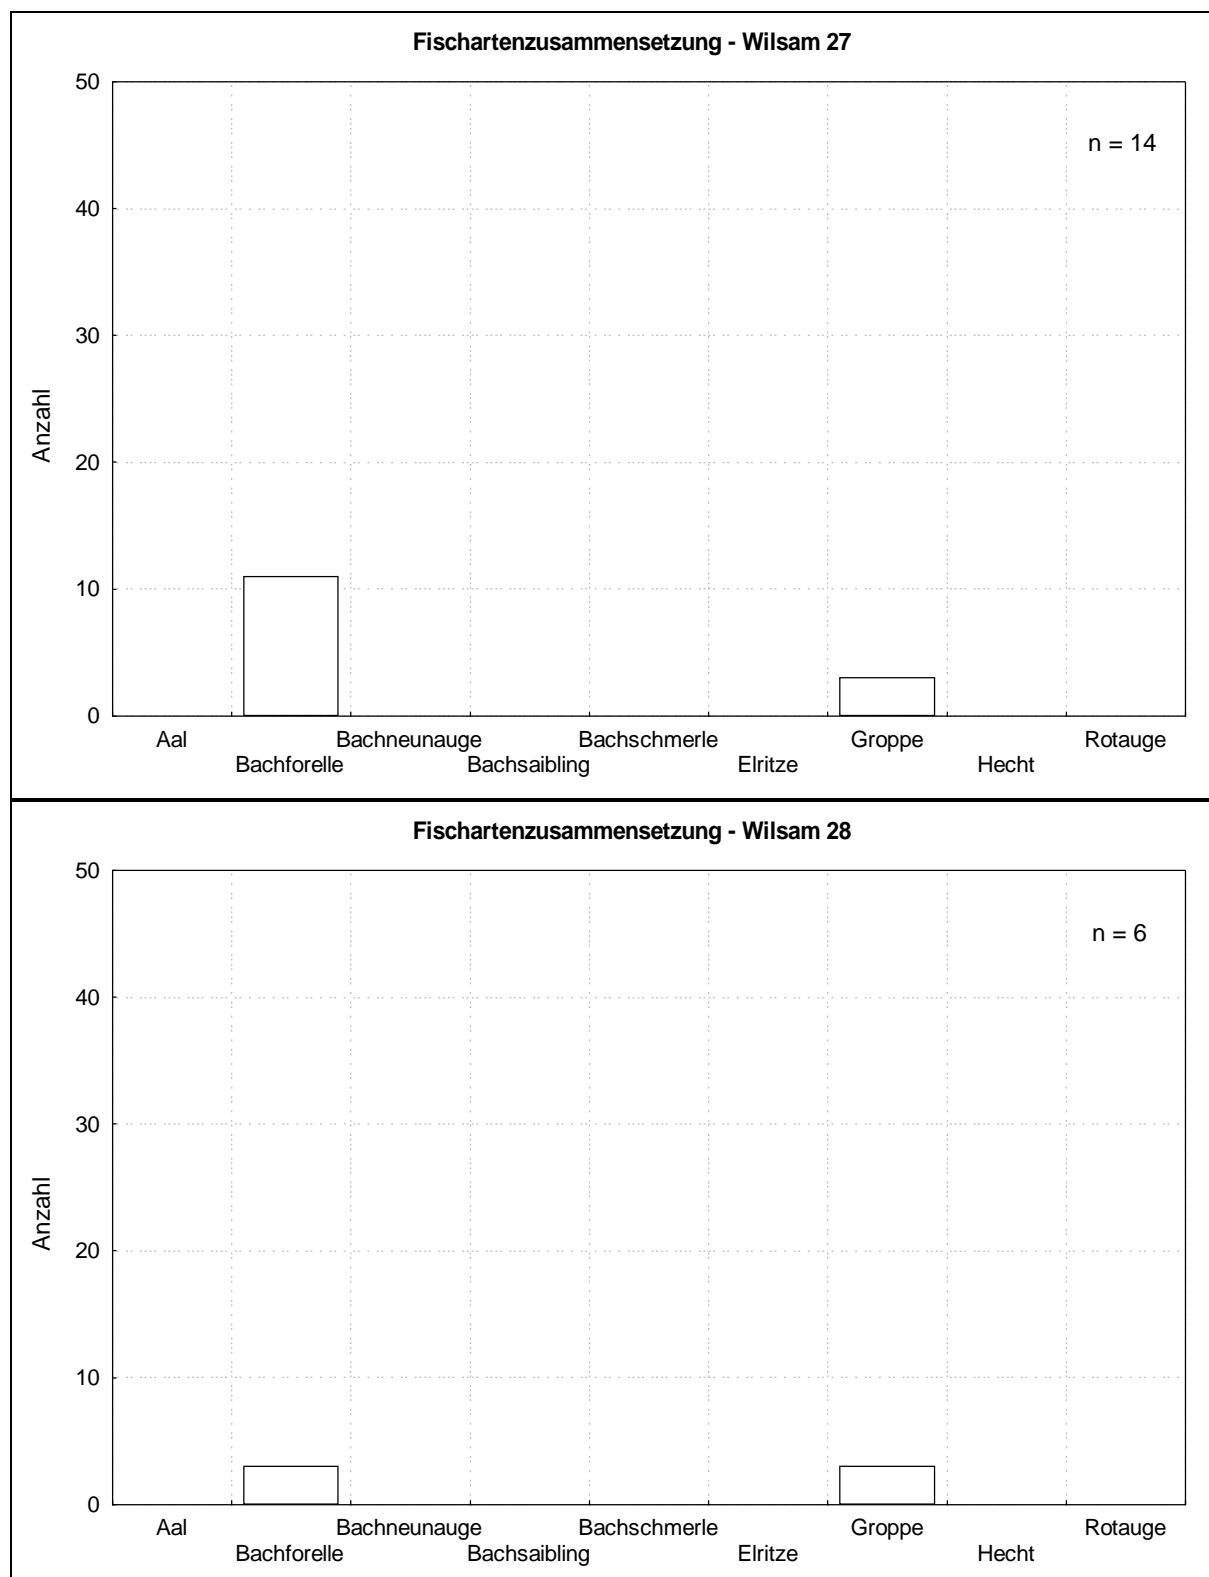 Fischartenzusammensetzung - Wilsam 27
50
n = 14
40
30
Anzahl
20
10
0
Aal Bachneunauge Bachschmerle Groppe Rotauge
Bachforelle Bachsaibling Elritze Hecht
Fischartenzusammensetzung - Wilsam 28
50
n = 6
40
30
Anzahl
20
10
0
Aal Bachneunauge Bachschmerle Groppe Rotauge
Bachforelle Bachsaibling Elritze Hecht